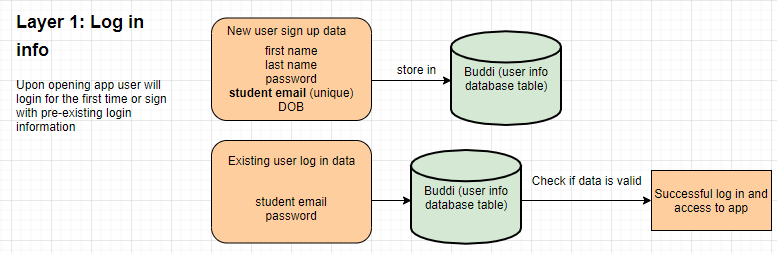 Layer 1: Log in
info
Upon opening app user will
login for the first time or sign
with pre-existing login
information
New user sign up data
first name
last name
password
student email (unique)
DOB
store in
Buddi (user info
database table)
Existing user log in data
student email
password
Buddi (user info
database table)
Check if data is valid
Successful log in and
access to app